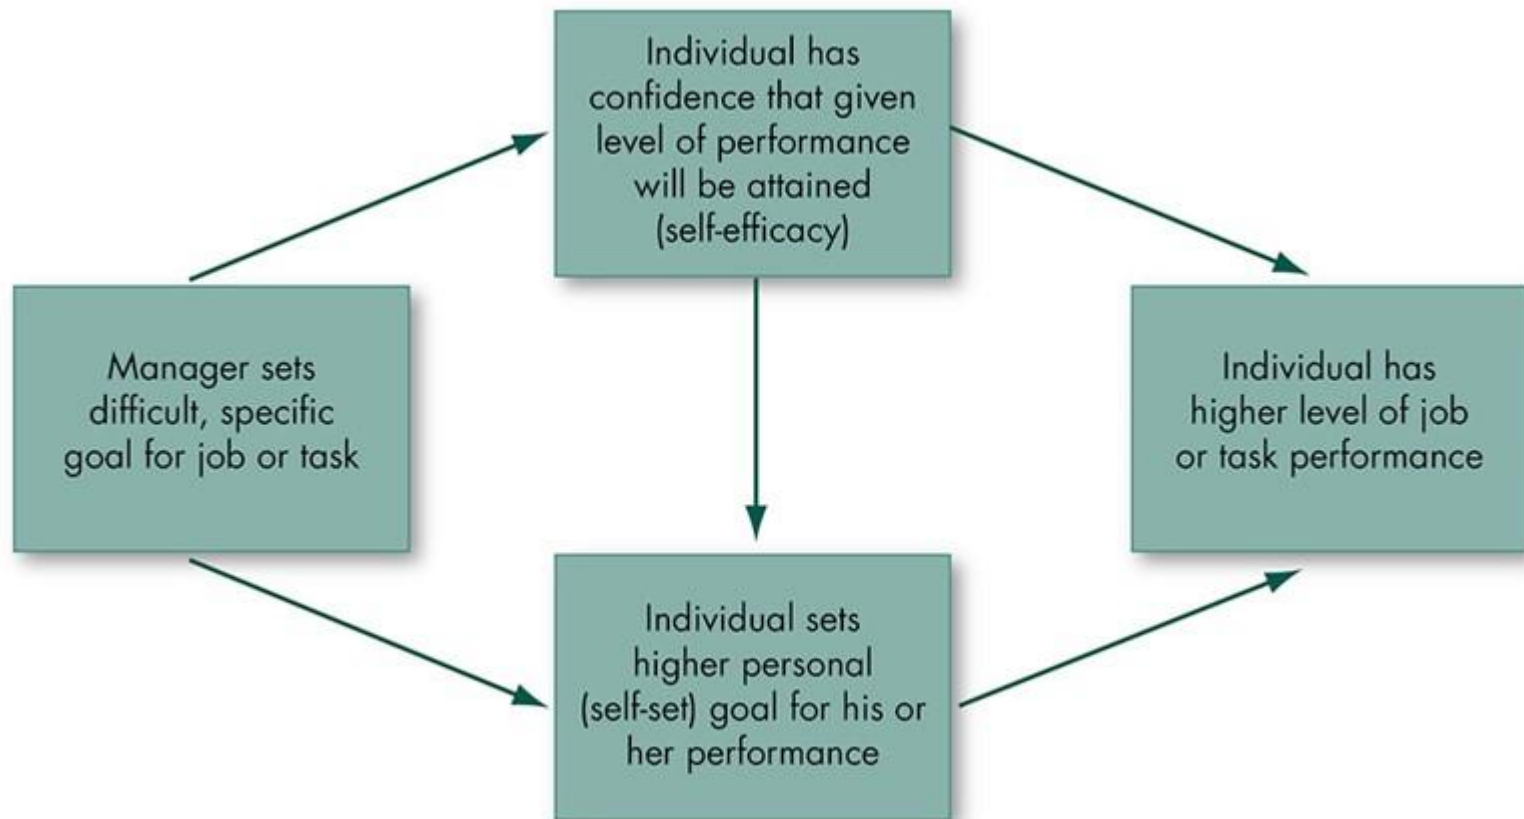 Individual has
confidence that given
level of performance
will be attained
(self-efficacy)
Manager sets
difficult, specific
goal for job or task
Individual has
higher level of job
or task performance
Individual sets
higher personal
(self-set) goal for his or
her performance